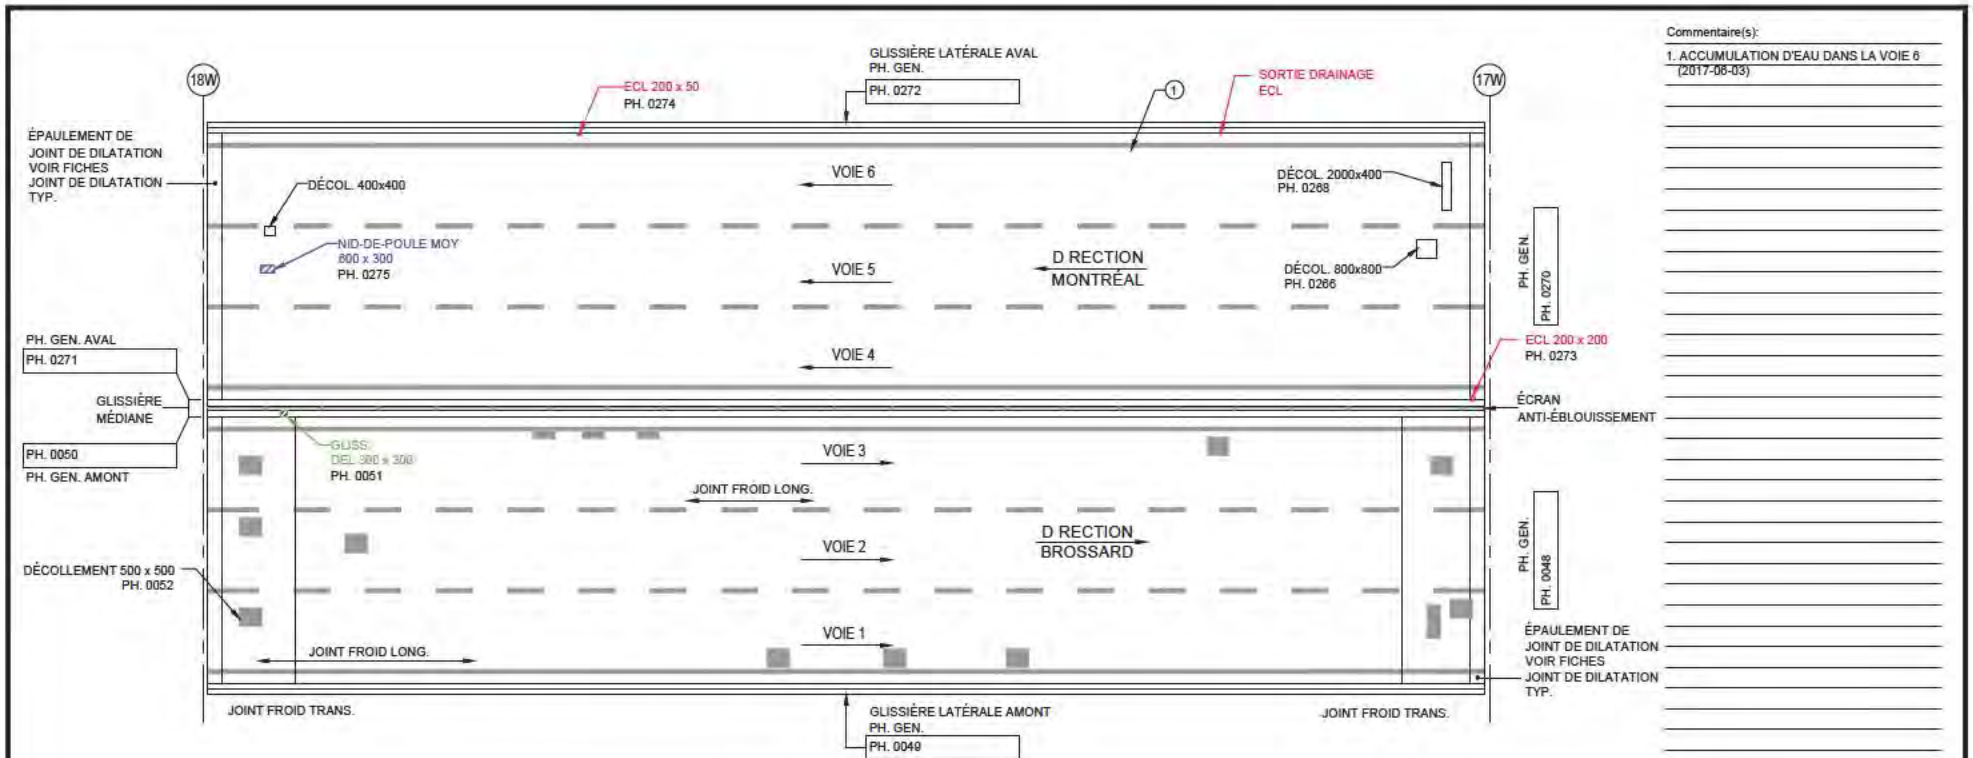 Commentaire(s):
1. ACCUMULATION D'EAU DANS LA VOIE 6
(2017-06-03)
18W
17W
GLISSIÈRE LATÉRALE AVAL
PH. GEN.
PH. 0272
ECL 200 x 50
PH. 0274
SORTIE DRAINAGE
ECL
1
ÉPAULEMENT DE
JOINT DE DILATATION
VOIR FICHES
JOINT DE DILATATION
TYP.
DÉCOL. 400x400
VOIE 6
DÉCOL. 2000x400
PH. 0268
NID-DE-POULE MOY
600 x 300
PH. 0275
VOIE 5
D RECTION
MONTRÉAL
DÉCOL. 800x800
PH. 0266
PH. GEN.
PH. 0270
PH. GEN. AVAL
PH. 0271
VOIE 4
ECL 200 x 200
PH. 0273
GLISSIÈRE
MÉDIANE
ÉCRAN
ANTI-ÉBLOUISSEMENT
PH. 0050
PH. GEN. AMONT
GLISS.
DEL 300 x 300
PH. 0051
VOIE 3
JOINT FROID LONG.
VOIE 2
D RECTION
BROSSARD
PH. GEN.
PH. 0048
DÉCOLLEMENT 500 x 500
PH. 0052
VOIE 1
JOINT FROID LONG.
ÉPAULEMENT DE
JOINT DE DILATATION
VOIR FICHES
JOINT DE DILATATION
TYP.
JOINT FROID TRANS.
GLISSIÈRE LATÉRALE AMONT
PH. GEN.
PH. 0049
JOINT FROID TRANS.